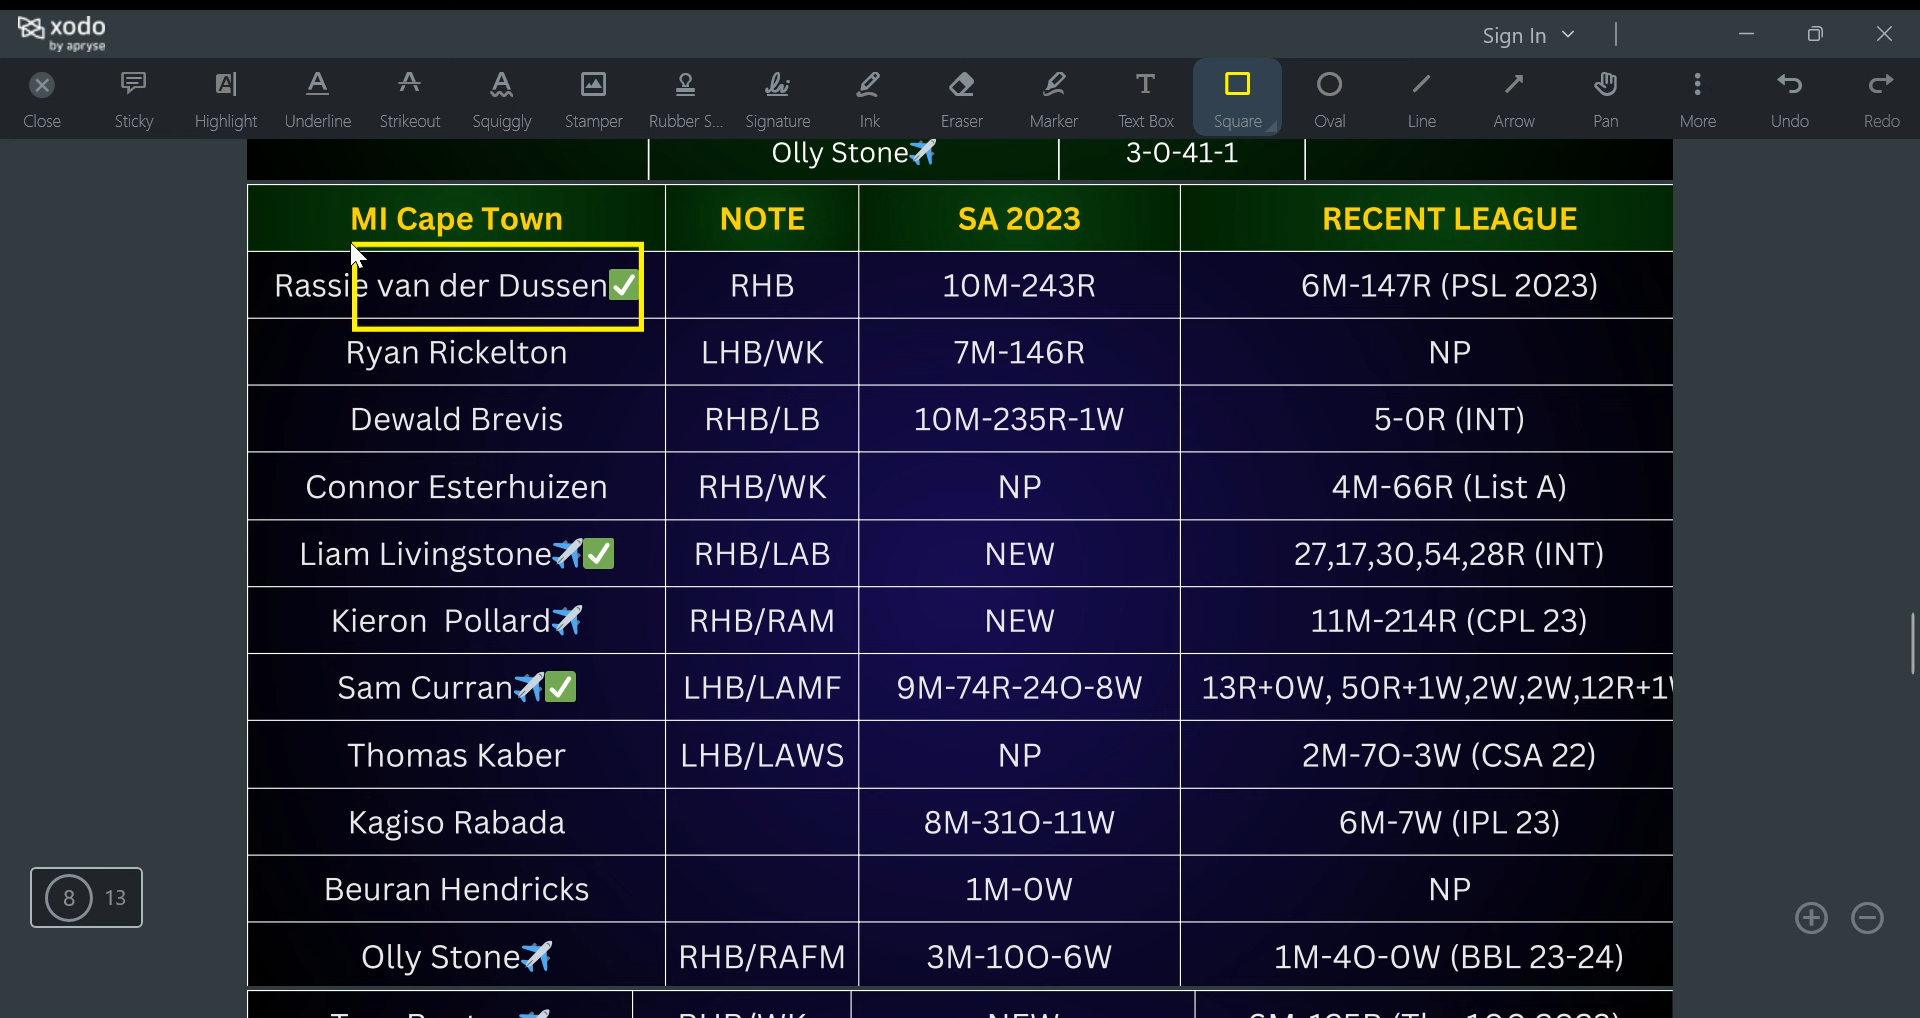 xodo
by apryse
Sign In
Close Sticky Highlight Underline Strikeout Squiggly Stamper Rubber S... Signature Ink Eraser Marker Text Box Square Oval Line Arrow Pan More Undo Redo
Olly Stone✈️ 3-0-41-1
MI Cape Town NOTE SA 2023 RECENT LEAGUE
Rassie van der Dussen✅ RHB 10M-243R 6M-147R (PSL 2023)
Ryan Rickelton LHB/WK 7M-146R NP
Dewald Brevis RHB/LB 10M-235R-1W 5-0R (INT)
Connor Esterhuizen RHB/WK NP 4M-66R (List A)
Liam Livingstone✈️✅ RHB/LAB NEW 27,17,30,54,28R (INT)
Kieron Pollard✈️ RHB/RAM NEW 11M-214R (CPL 23)
Sam Curran✈️✅ LHB/LAMF 9M-74R-24O-8W 13R+0W, 50R+1W,2W,2W,12R+1
Thomas Kaber LHB/LAWS NP 2M-7O-3W (CSA 22)
Kagiso Rabada 8M-31O-11W 6M-7W (IPL 23)
Beuran Hendricks 1M-0W NP
Olly Stone✈️ RHB/RAFM 3M-10O-6W 1M-4O-0W (BBL 23-24)
8 13